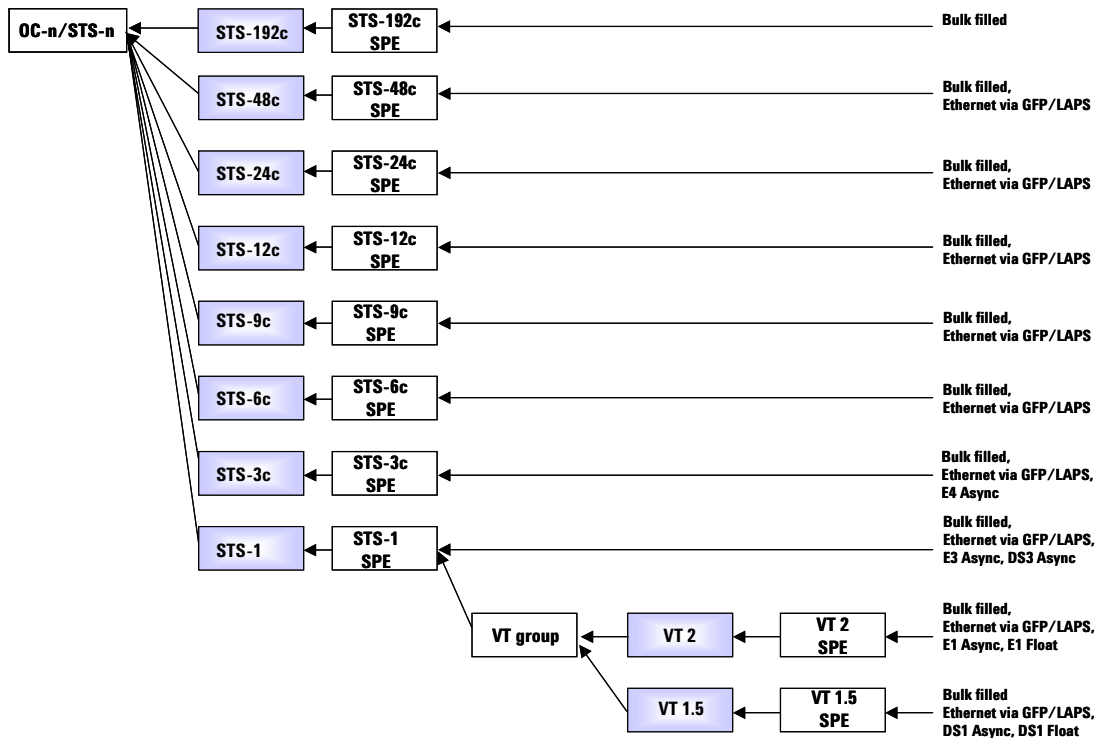 OC-n/STS-n
STS-192c
STS-192c
SPE
Bulk filled
STS-48c
STS-48c
SPE
Bulk filled,
Ethernet via GFP/LAPS
STS-24c
STS-24c
SPE
Bulk filled,
Ethernet via GFP/LAPS
STS-12c
STS-12c
SPE
Bulk filled,
Ethernet via GFP/LAPS
STS-9c
STS-9c
SPE
Bulk filled,
Ethernet via GFP/LAPS
STS-6c
STS-6c
SPE
Bulk filled,
Ethernet via GFP/LAPS
STS-3c
STS-3c
SPE
Bulk filled,
Ethernet via GFP/LAPS,
E4 Async
STS-1
STS-1
SPE
Bulk filled,
Ethernet via GFP/LAPS,
E3 Async, DS3 Async
VT group
VT 2
VT 2
SPE
Bulk filled,
Ethernet via GFP/LAPS,
E1 Async, E1 Float
VT 1.5
VT 1.5
SPE
Bulk filled
Ethernet via GFP/LAPS,
DS1 Async, DS1 Float